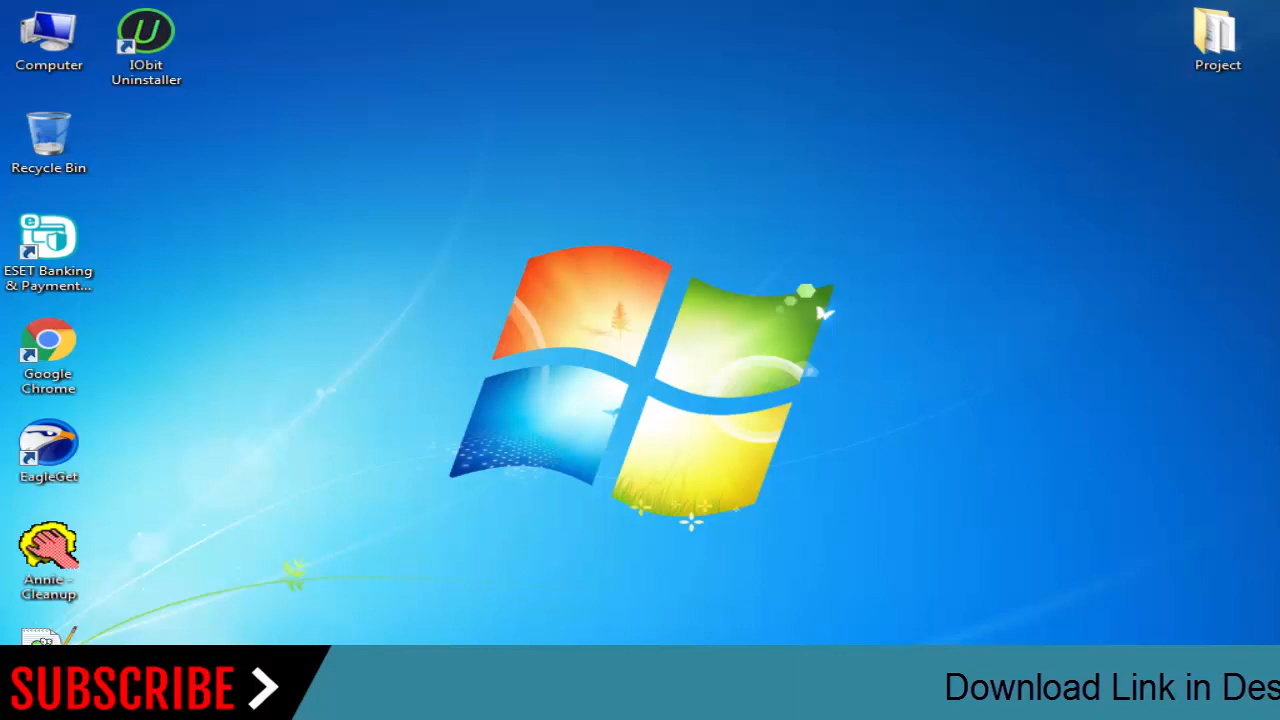 Computer
IObit
Uninstaller
Project
Recycle Bin
ESET Banking
& Payment...
Google
Chrome
EagleGet
Annie -
Cleanup
SUBSCRIBE
Download Link in Des